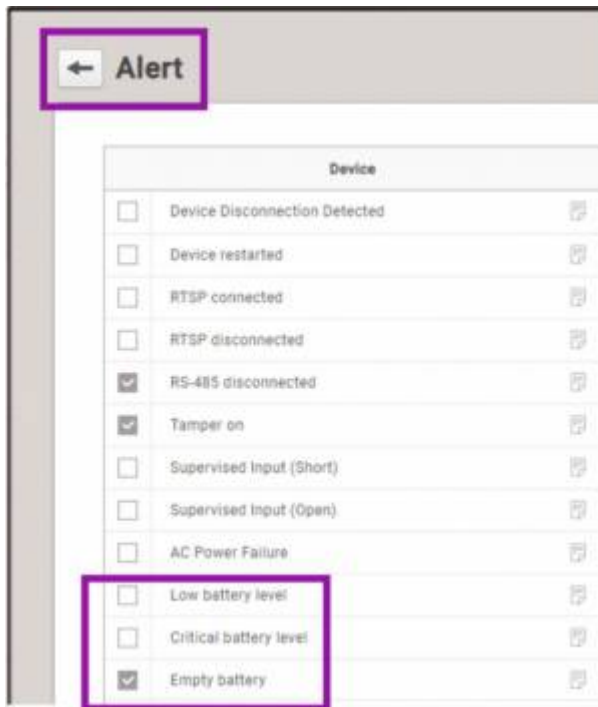 Alert
Device
Device Disconnection Detected
Device restarted
RTSP connected
RTSP disconnected
RS-485 disconnected
Tamper on
Supervised Input (Short)
Supervised Input (Open)
AC Power Failure
Low battery level
Critical battery level
Empty battery